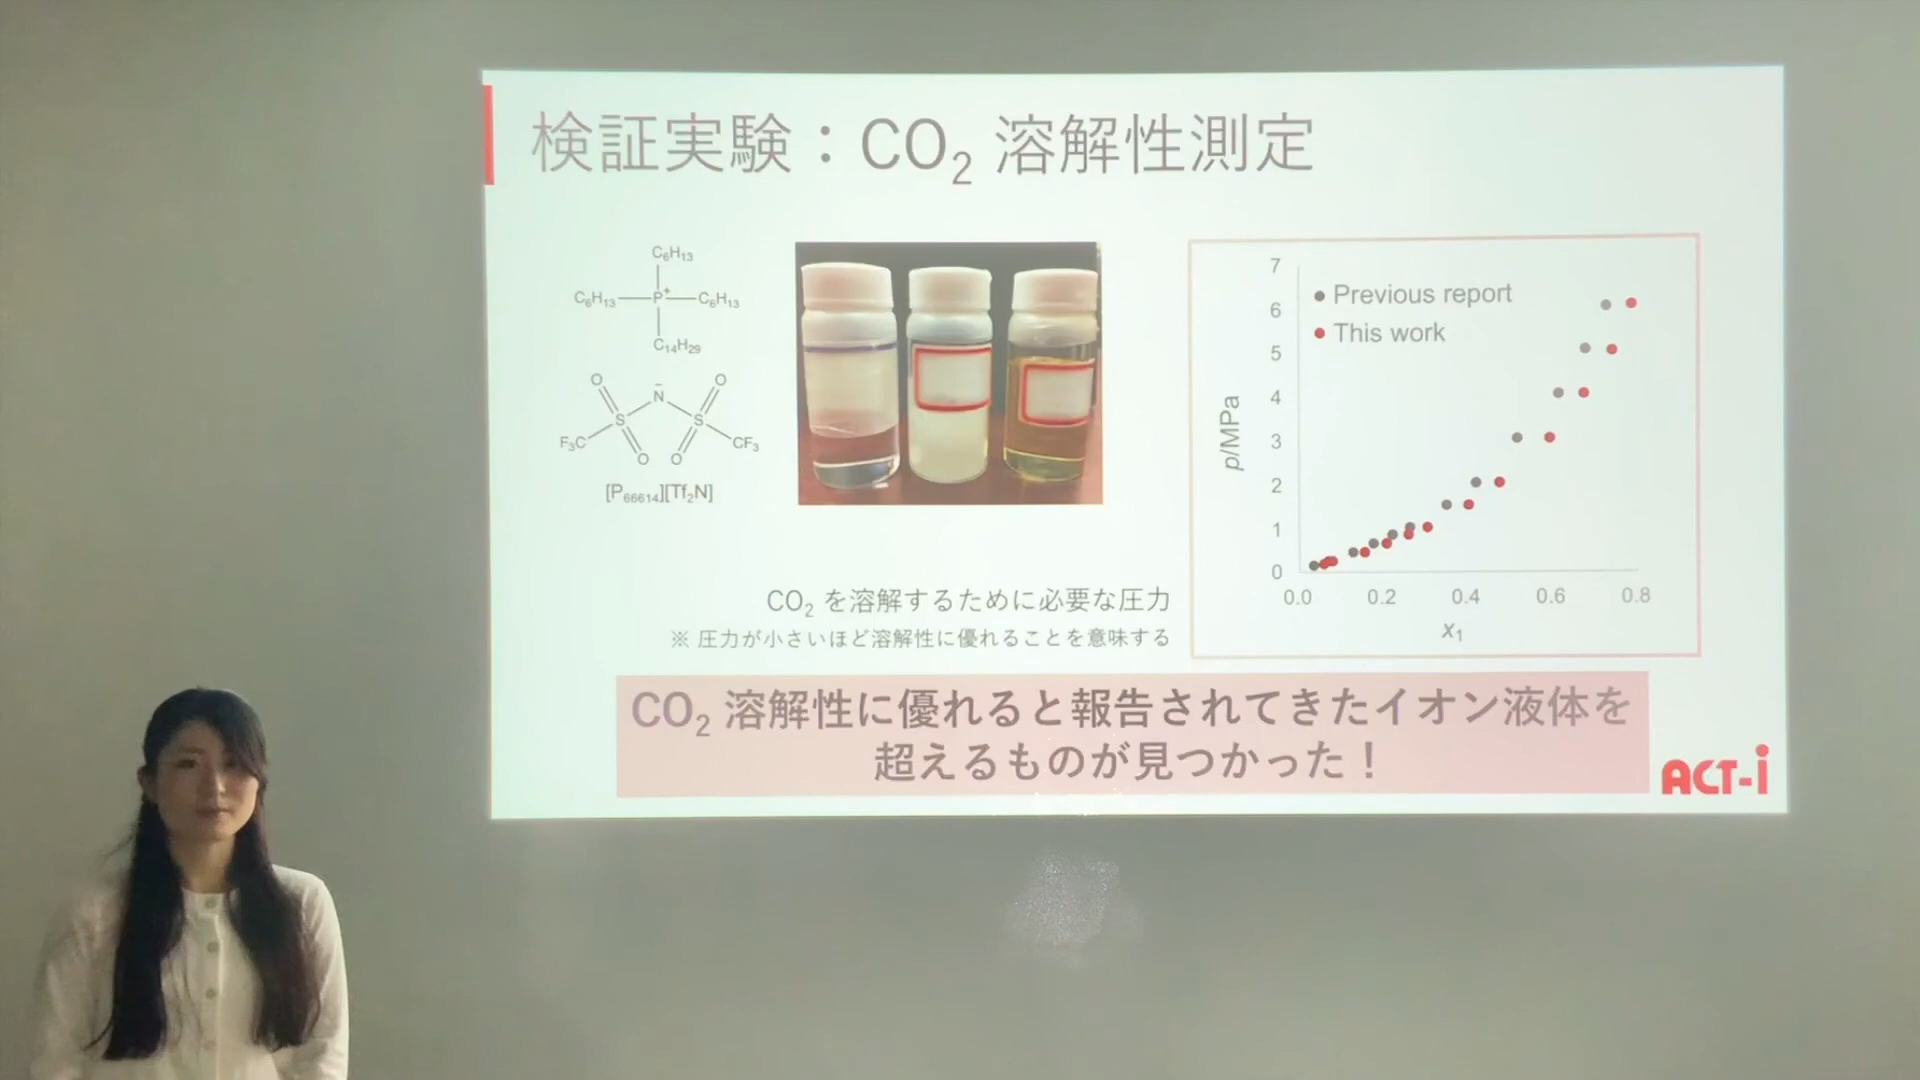 検証実験：CO₂ 溶解性測定
C₆H₁₃
C₆H₁₃ P⁺ C₆H₁₃
C₁₄H₂₉
O O
N⁻
S S
F₃C CF₃
O O
[P₆₆₆₁₄][Tf₂N]
CO₂ を溶解するために必要な圧力
※ 圧力が小さいほど溶解性に優れることを意味する
Previous report
This work
p/MPa
7
6
5
4
3
2
1
0
0.0 0.2 0.4 0.6 0.8
x₁
CO₂ 溶解性に優れると報告されてきたイオン液体を
超えるものが見つかった！
ACT-i